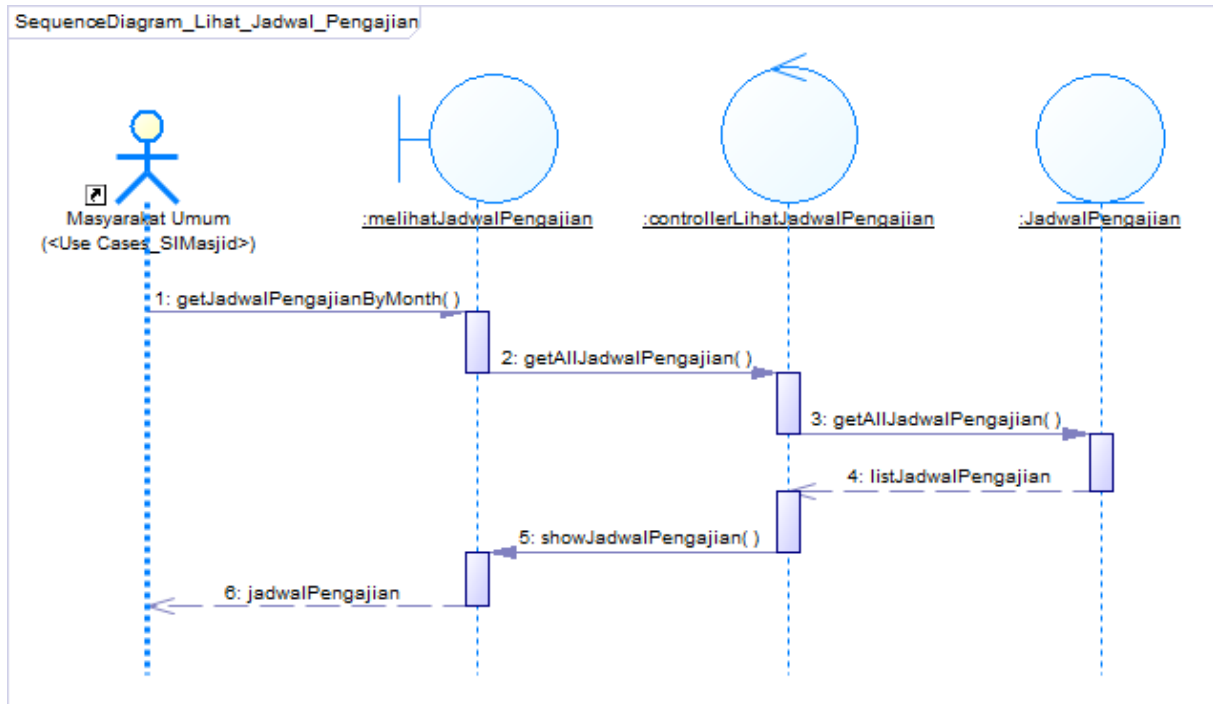 SequenceDiagram_Lihat_Jadwal_Pengajian
Masyarakat Umum
(<Use Cases_SIMasjid>)
:melihatJadwalPengajian
:controllerLihatJadwalPengajian
:JadwalPengajian
1: getJadwalPengajianByMonth( )
2: getAllJadwalPengajian( )
3: getAllJadwalPengajian( )
4: listJadwalPengajian
5: showJadwalPengajian( )
6: jadwalPengajian